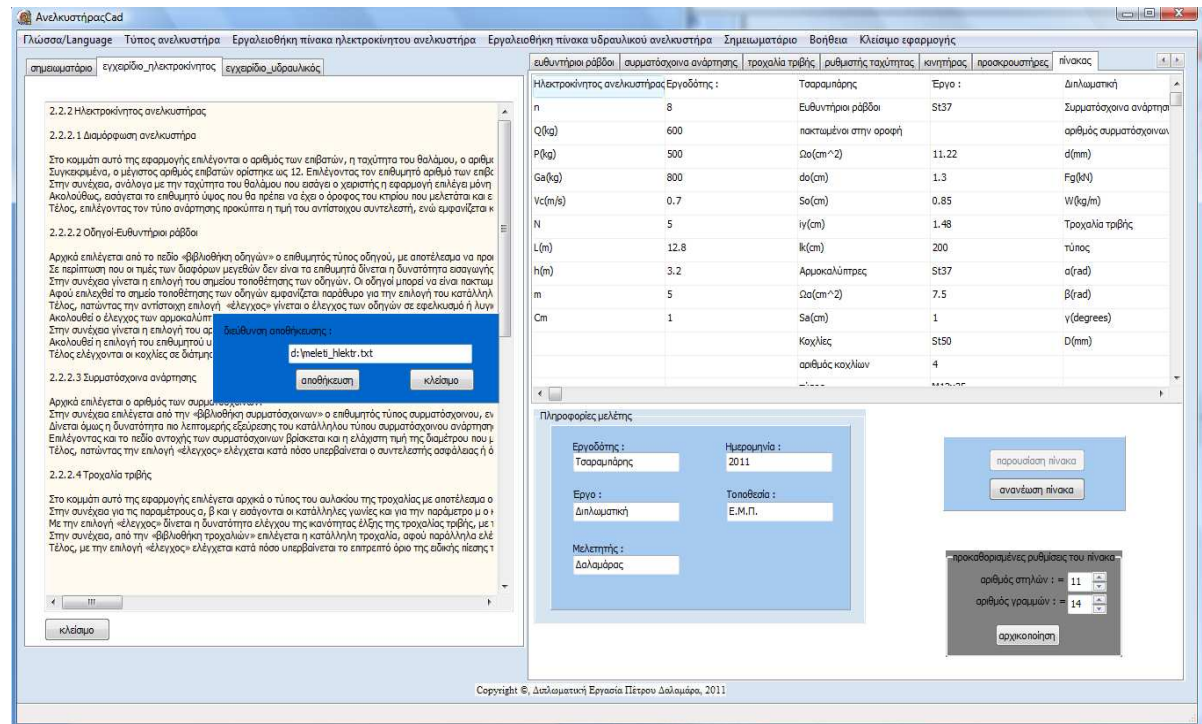 ΑνελκυστήραςCad
Γλώσσα/Language Τύπος ανελκυστήρα Εργαλειοθήκη πίνακα ηλεκτροκίνητου ανελκυστήρα Εργαλειοθήκη πίνακα υδραυλικού ανελκυστήρα Σημειωματάριο Βοήθεια Κλείσιμο εφαρμογής
σημειωματάριο εγχειρίδιο_ηλεκτροκίνητος εγχειρίδιο_υδραυλικός
2.2.2 Ηλεκτροκίνητος ανελκυστήρας
2.2.2.1 Διαμόρφωση ανελκυστήρα
Στο κομμάτι αυτό της εφαρμογής επιλέγονται ο αριθμός των επιβατών, η ταχύτητα του θαλάμου, ο αριθμ
Συγκεκριμένα, ο μέγιστος αριθμός επιβατών ορίστηκε ως 12. Επιλέγοντας τον επιθυμητό αριθμό των επιβ
Στην συνέχεια, ανάλογα με την ταχύτητα του θαλάμου που εισάγει ο χειριστής η εφαρμογή επιλέγει μόνη
Ακολούθως, εισάγεται το επιθυμητό ύψος που θα πρέπει να έχει ο όροφος του κτηρίου που μελετάται και ε
Τέλος, επιλέγοντας τον τύπο ανάρτησης προκύπτει η τιμή του αντίστοιχου συντελεστή, ενώ εμφανίζεται κ
2.2.2.2 Οδηγοί-Ευθυντήριοι ράβδοι
Αρχικά επιλέγεται από το πεδίο «βιβλιοθήκη οδηγών» ο επιθυμητός τύπος οδηγού, με αποτέλεσμα να προ
Σε περίπτωση που οι τιμές των διαφόρων μεγεθών δεν είναι τα επιθυμητά δίνεται η δυνατότητα εισαγωγής
Στην συνέχεια γίνεται η επιλογή του σημείου τοποθέτησης των οδηγών. Οι οδηγοί μπορεί να είναι πακτωμ
Αφού επιλεχθεί το σημείο τοποθέτησης των οδηγών εμφανίζεται παράθυρο για την επιλογή του κατάλληλ
Τέλος, πατώντας την αντίστοιχη επιλογή «έλεγχος» γίνεται ο έλεγχος των οδηγών σε εφελκυσμό ή λυγι
Ακολουθεί ο έλεγχος των αρμοκαλύπτ
Στην συνέχεια γίνεται η επιλογή του αρ
Ακολουθεί η επιλογή του επιθυμητού υ
Τέλος ελέγχονται οι κοχλίες σε διάτμησ
2.2.2.3 Συρματόσχοινα ανάρτησης
Αρχικά επιλέγεται ο αριθμός των συρματόσχοινων.
Στην συνέχεια επιλέγεται από την «βιβλιοθήκη συρματόσχοινων» ο επιθυμητός τύπος συρματόσχοινου, εν
Δίνεται όμως η δυνατότητα πιο λεπτομερής εξεύρεσης του κατάλληλου τύπου συρματόσχοινου ανάρτηση
Επιλέγοντας και το πεδίο αντοχής των συρματόσχοινων βρίσκεται και η ελάχιστη τιμή της διαμέτρου που μ
Τέλος, πατώντας την επιλογή «έλεγχος» ελέγχεται κατά πόσο υπερβαίνεται ο συντελεστής ασφάλειας ή ό
2.2.2.4 Τροχαλία τριβής
Στο κομμάτι αυτό της εφαρμογής επιλέγεται αρχικά ο τύπος του αυλακίου της τροχαλίας με αποτέλεσμα ο
Στην συνέχεια για τις παραμέτρους α, β και γ εισάγονται οι κατάλληλες γωνίες και για την παράμετρο μ ο
Με την επιλογή «έλεγχος» δίνεται η δυνατότητα ελέγχου της ικανότητας έλξης της τροχαλίας τριβής, με
Στην συνέχεια, από την «βιβλιοθήκη τροχαλιών» επιλέγεται η κατάλληλη τροχαλία, αφού παράλληλα ελέ
Τέλος, με την επιλογή «έλεγχος» ελέγχεται κατά πόσο υπερβαίνεται το επιτρεπτό όριο της ειδικής πίεσης
κλείσιμο
διεύθυνση αποθήκευσης :
d:\meleti_hlektr.txt
αποθήκευση κλείσιμο
ευθυντήριοι ράβδοι συρματόσχοινα ανάρτησης τροχαλία τριβής ρυθμιστής ταχύτητας κινητήρας προσκρουστήρες πίνακας
Ηλεκτροκίνητος ανελκυστήρας Εργοδότης : Τσαραμπάρης Έργο : Διπλωματική
n 8 Ευθυντήριοι ράβδοι St37 Συρματόσχοινα ανάρτησ
Q(kg) 600 πακτωμένοι στην οροφή αριθμός συρματόσχοινων
P(kg) 500 Ωο(cm^2) 11.22 d(mm)
Ga(kg) 800 do(cm) 1.3 Fg(kN)
Vc(m/s) 0.7 So(cm) 0.85 W(kg/m)
N 5 iy(cm) 1.48 Τροχαλία τριβής
L(m) 12.8 lk(cm) 200 τύπος
h(m) 3.2 Αρμοκαλύπτρες St37 α(rad)
m 5 Ωa(cm^2) 7.5 β(rad)
Cm 1 Sa(cm) 1 γ(degrees)
Κοχλίες St50 D(mm)
αριθμός κοχλίων 4
Πληροφορίες μελέτης
Εργοδότης : Ημερομηνία :
Τσαραμπάρης 2011
Εργο : Τοποθεσία :
Διπλωματική Ε.Μ.Π.
Μελετητής :
Δαλαμάρας
παρουσίαση πίνακα
ανανέωση πίνακα
προκαθορισμένες ρυθμίσεις του πίνακα
αριθμός στηλών : = 11
αριθμός γραμμών : = 14
αρχικοποίηση
Copyright ©, Διπλωματική Εργασία Πέτρου Δαλαμάρα, 2011